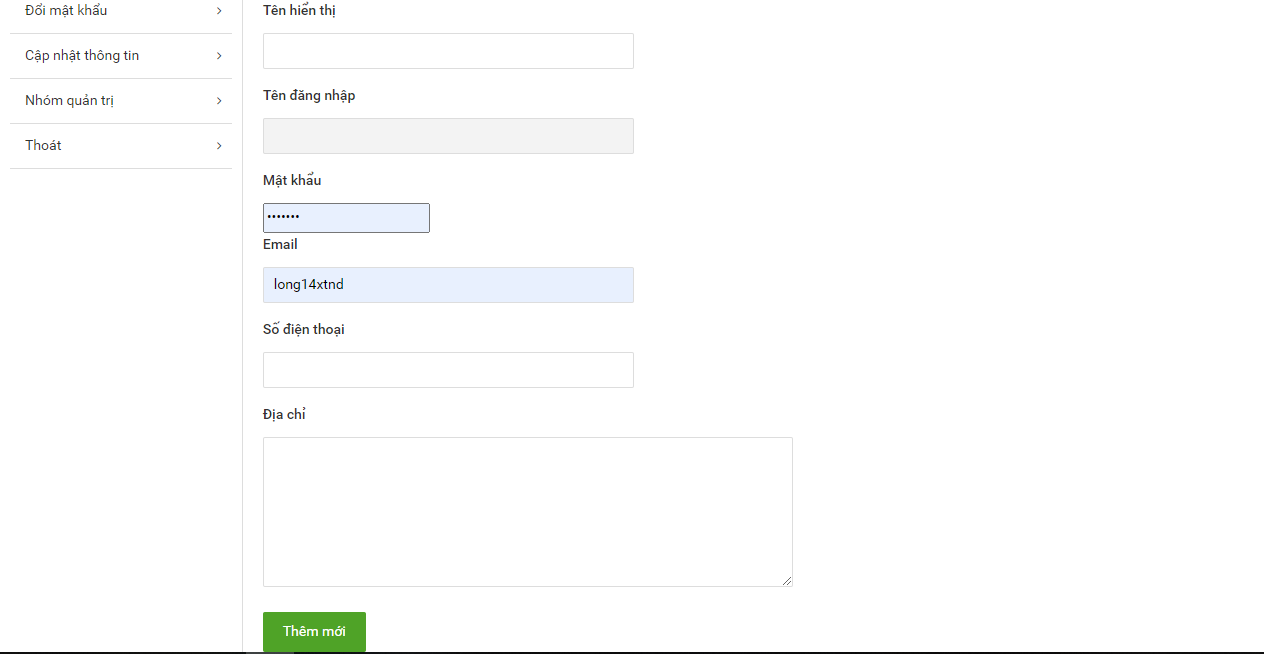 Đổi mật khẩu
Cập nhật thông tin
Nhóm quản trị
Thoát
Tên hiển thị
Tên đăng nhập
Mật khẩu
•••••••
Email
long14xtnd
Số điện thoại
Địa chỉ
Thêm mới